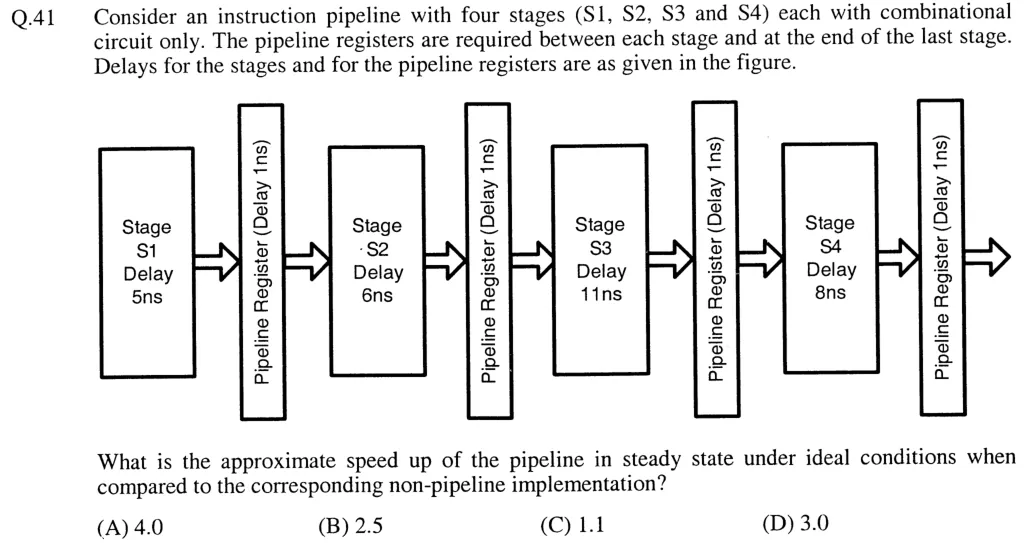 Q.41 Consider an instruction pipeline with four stages (S1, S2, S3 and S4) each with combinational
circuit only. The pipeline registers are required between each stage and at the end of the last stage.
Delays for the stages and for the pipeline registers are as given in the figure.
Stage
S1
Delay
5ns
Pipeline Register (Delay 1ns)
Stage
S2
Delay
6ns
Pipeline Register (Delay 1ns)
Stage
S3
Delay
11ns
Pipeline Register (Delay 1ns)
Stage
S4
Delay
8ns
Pipeline Register (Delay 1ns)
What is the approximate speed up of the pipeline in steady state under ideal conditions when
compared to the corresponding non-pipeline implementation?
(A) 4.0 (B) 2.5 (C) 1.1 (D) 3.0